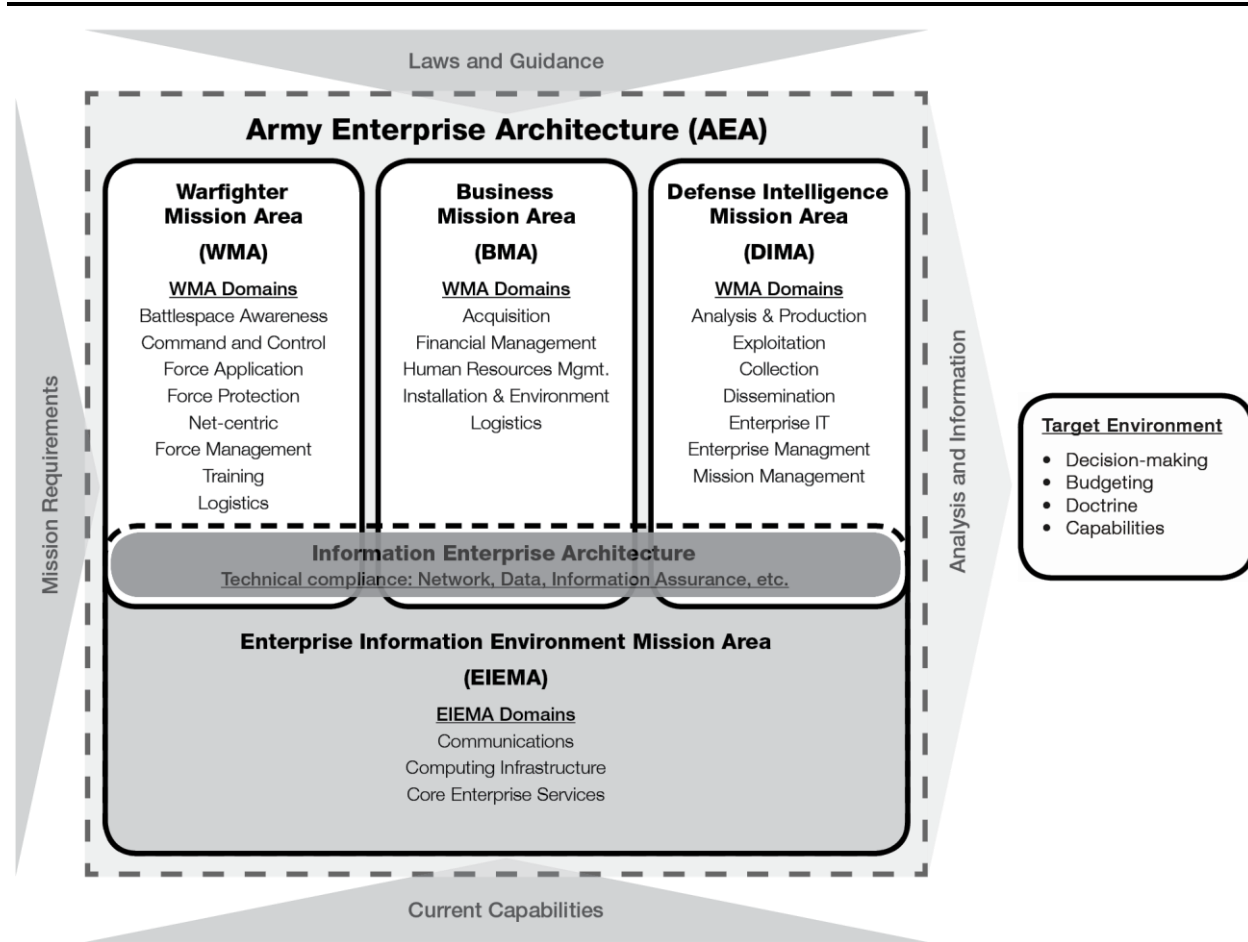 Laws and Guidance
Mission Requirements
Army Enterprise Architecture (AEA)
Warfighter
Mission Area
(WMA)
WMA Domains
Battlespace Awareness
Command and Control
Force Application
Force Protection
Net-centric
Force Management
Training
Logistics
Business
Mission Area
(BMA)
WMA Domains
Acquisition
Financial Management
Human Resources Mgmt.
Installation & Environment
Logistics
Defense Intelligence
Mission Area
(DIMA)
WMA Domains
Analysis & Production
Exploitation
Collection
Dissemination
Enterprise IT
Enterprise Managment
Mission Management
Information Enterprise Architecture
Technical compliance: Network, Data, Information Assurance, etc.
Enterprise Information Environment Mission Area
(EIEMA)
EIEMA Domains
Communications
Computing Infrastructure
Core Enterprise Services
Analysis and Information
Target Environment
• Decision-making
• Budgeting
• Doctrine
• Capabilities
Current Capabilities